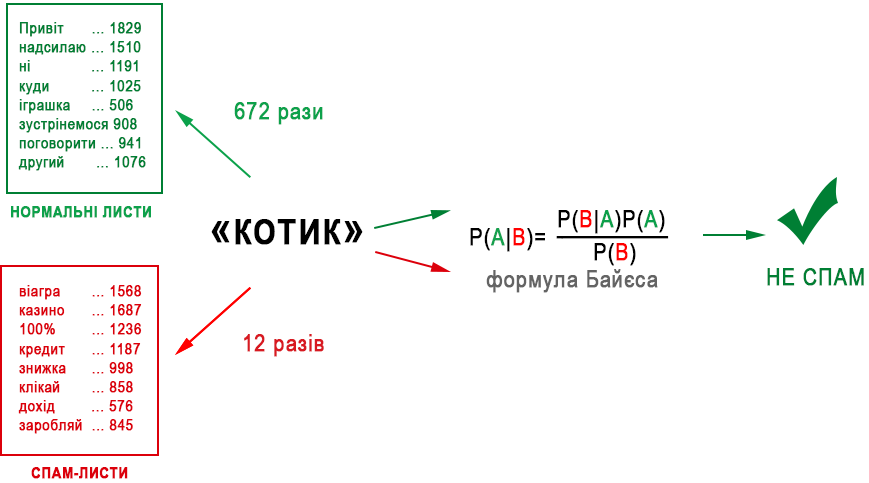 Привіт ... 1829
надсилаю ... 1510
ні ... 1191
куди ... 1025
іграшка ... 506
зустрінемося 908
поговорити ... 941
другий ... 1076
НОРМАЛЬНІ ЛИСТИ
672 рази
«КОТИК»
P(A|B)= P(B|A)P(A)
P(B)
формула Байєса
НЕ СПАМ
віагра ... 1568
казино ... 1687
100% ... 1236
кредит ... 1187
знижка ... 998
клікай ... 858
дохід ... 576
заробляй ... 845
СПАМ-ЛИСТИ
12 разів